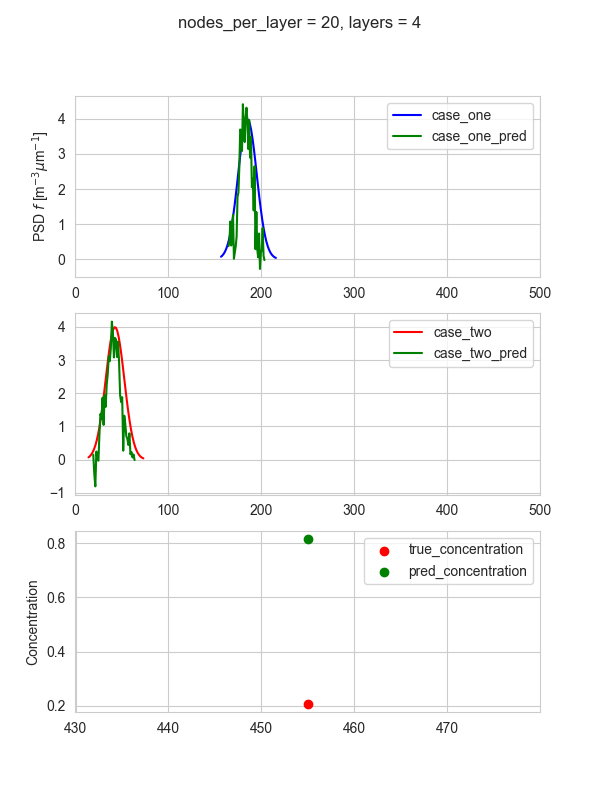 nodes_per_layer = 20, layers = 4
4
3
2
1
0
PSD f [m⁻³μm⁻¹]
case_one
case_one_pred
0 100 200 300 400 500
4
3
2
1
0
−1
case_two
case_two_pred
0 100 200 300 400 500
0.8
0.6
0.4
0.2
Concentration
true_concentration
pred_concentration
430 440 450 460 470